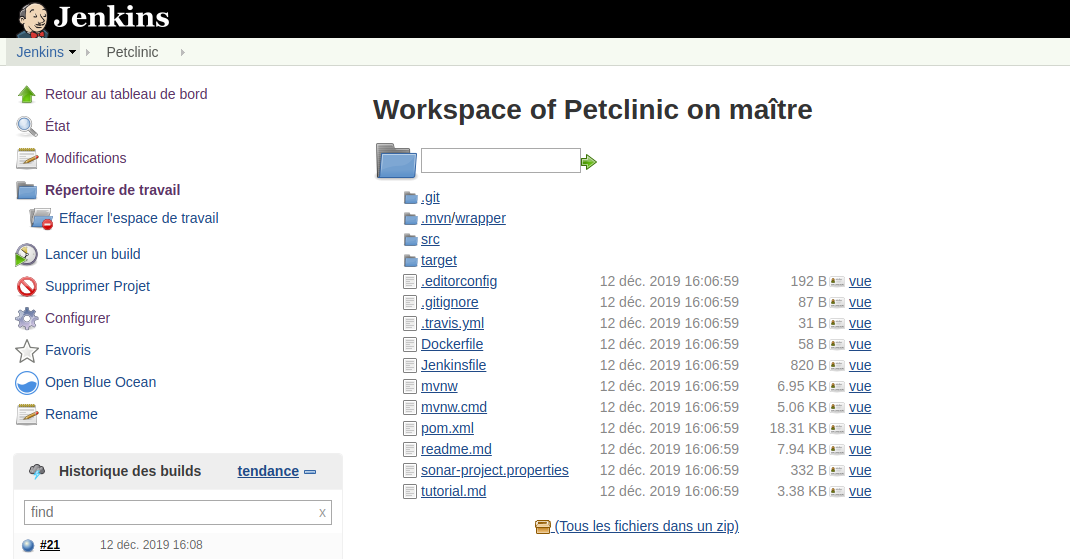 Jenkins
Jenkins Petclinic
Retour au tableau de bord
État
Modifications
Répertoire de travail
Effacer l'espace de travail
Lancer un build
Supprimer Projet
Configurer
Favoris
Open Blue Ocean
Rename
Historique des builds tendance
find x
#21 12 déc. 2019 16:08
Workspace of Petclinic on maître
.git
.mvn/wrapper
src
target
.editorconfig 12 déc. 2019 16:06:59 192 B vue
.gitignore 12 déc. 2019 16:06:59 87 B vue
.travis.yml 12 déc. 2019 16:06:59 31 B vue
Dockerfile 12 déc. 2019 16:06:59 58 B vue
Jenkinsfile 12 déc. 2019 16:06:59 820 B vue
mvnw 12 déc. 2019 16:06:59 6.95 KB vue
mvnw.cmd 12 déc. 2019 16:06:59 5.06 KB vue
pom.xml 12 déc. 2019 16:06:59 18.31 KB vue
readme.md 12 déc. 2019 16:06:59 7.94 KB vue
sonar-project.properties 12 déc. 2019 16:06:59 332 B vue
tutorial.md 12 déc. 2019 16:06:59 3.38 KB vue
(Tous les fichiers dans un zip)